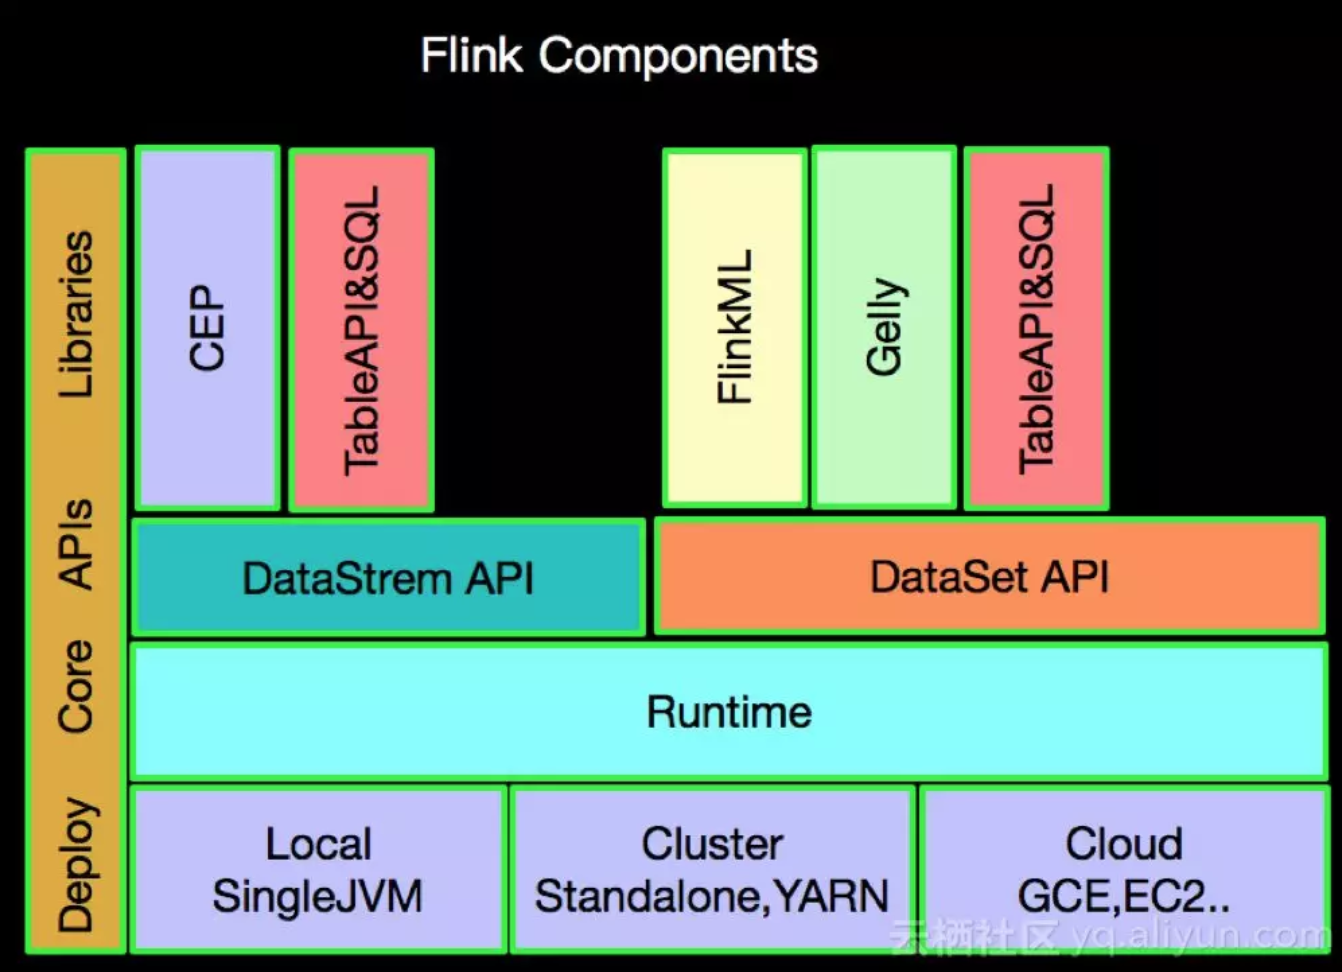 Flink Components
Libraries
CEP
TableAPI&SQL
FlinkML
Gelly
TableAPI&SQL
APIs
DataStrem API
DataSet API
Core
Runtime
Deploy
Local
SingleJVM
Cluster
Standalone,YARN
Cloud
GCE,EC2..
云栖社区 yq.aliyun.com